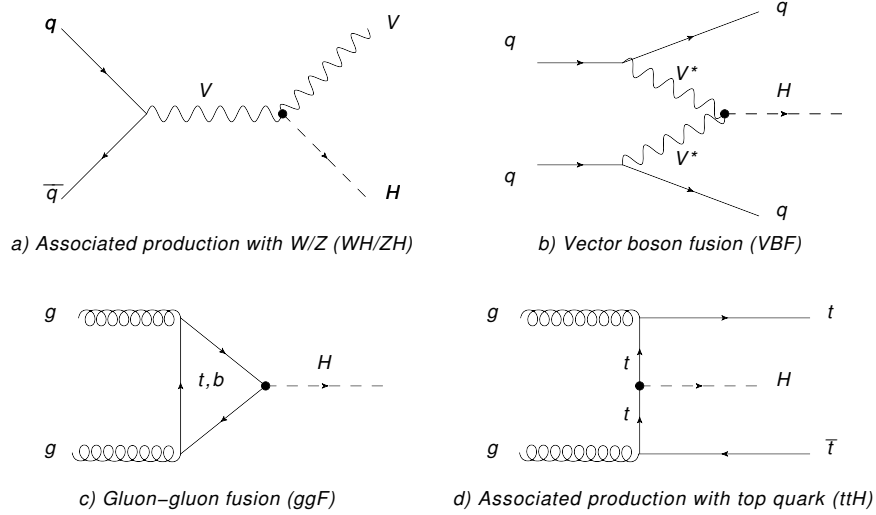 q
V
V
q̅
H
a) Associated production with W/Z (WH/ZH)
q
q
V*
H
V*
q
q
b) Vector boson fusion (VBF)
g
H
t,b
g
c) Gluon−gluon fusion (ggF)
g
t
t
H
t
g
t̅
d) Associated production with top quark (ttH)